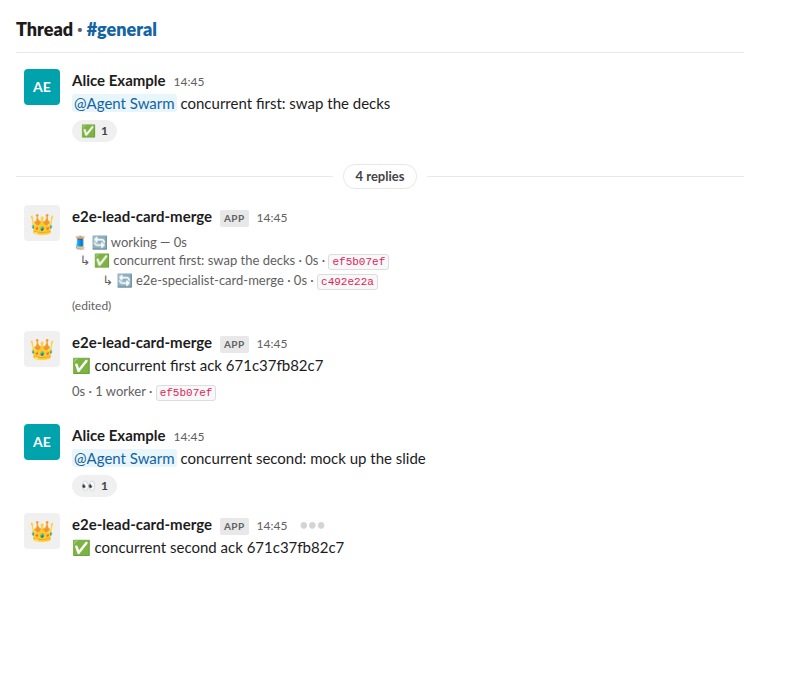 Thread • #general
AE Alice Example 14:45
@Agent Swarm concurrent first: swap the decks
✅ 1
4 replies
e2e-lead-card-merge APP 14:45
🧵 🔄 working — 0s
↳ ✅ concurrent first: swap the decks · 0s · ef5b07ef
↳ 🔄 e2e-specialist-card-merge · 0s · c492e22a
(edited)
e2e-lead-card-merge APP 14:45
✅ concurrent first ack 671c37fb82c7
0s · 1 worker · ef5b07ef
AE Alice Example 14:45
@Agent Swarm concurrent second: mock up the slide
👀 1
e2e-lead-card-merge APP 14:45
✅ concurrent second ack 671c37fb82c7